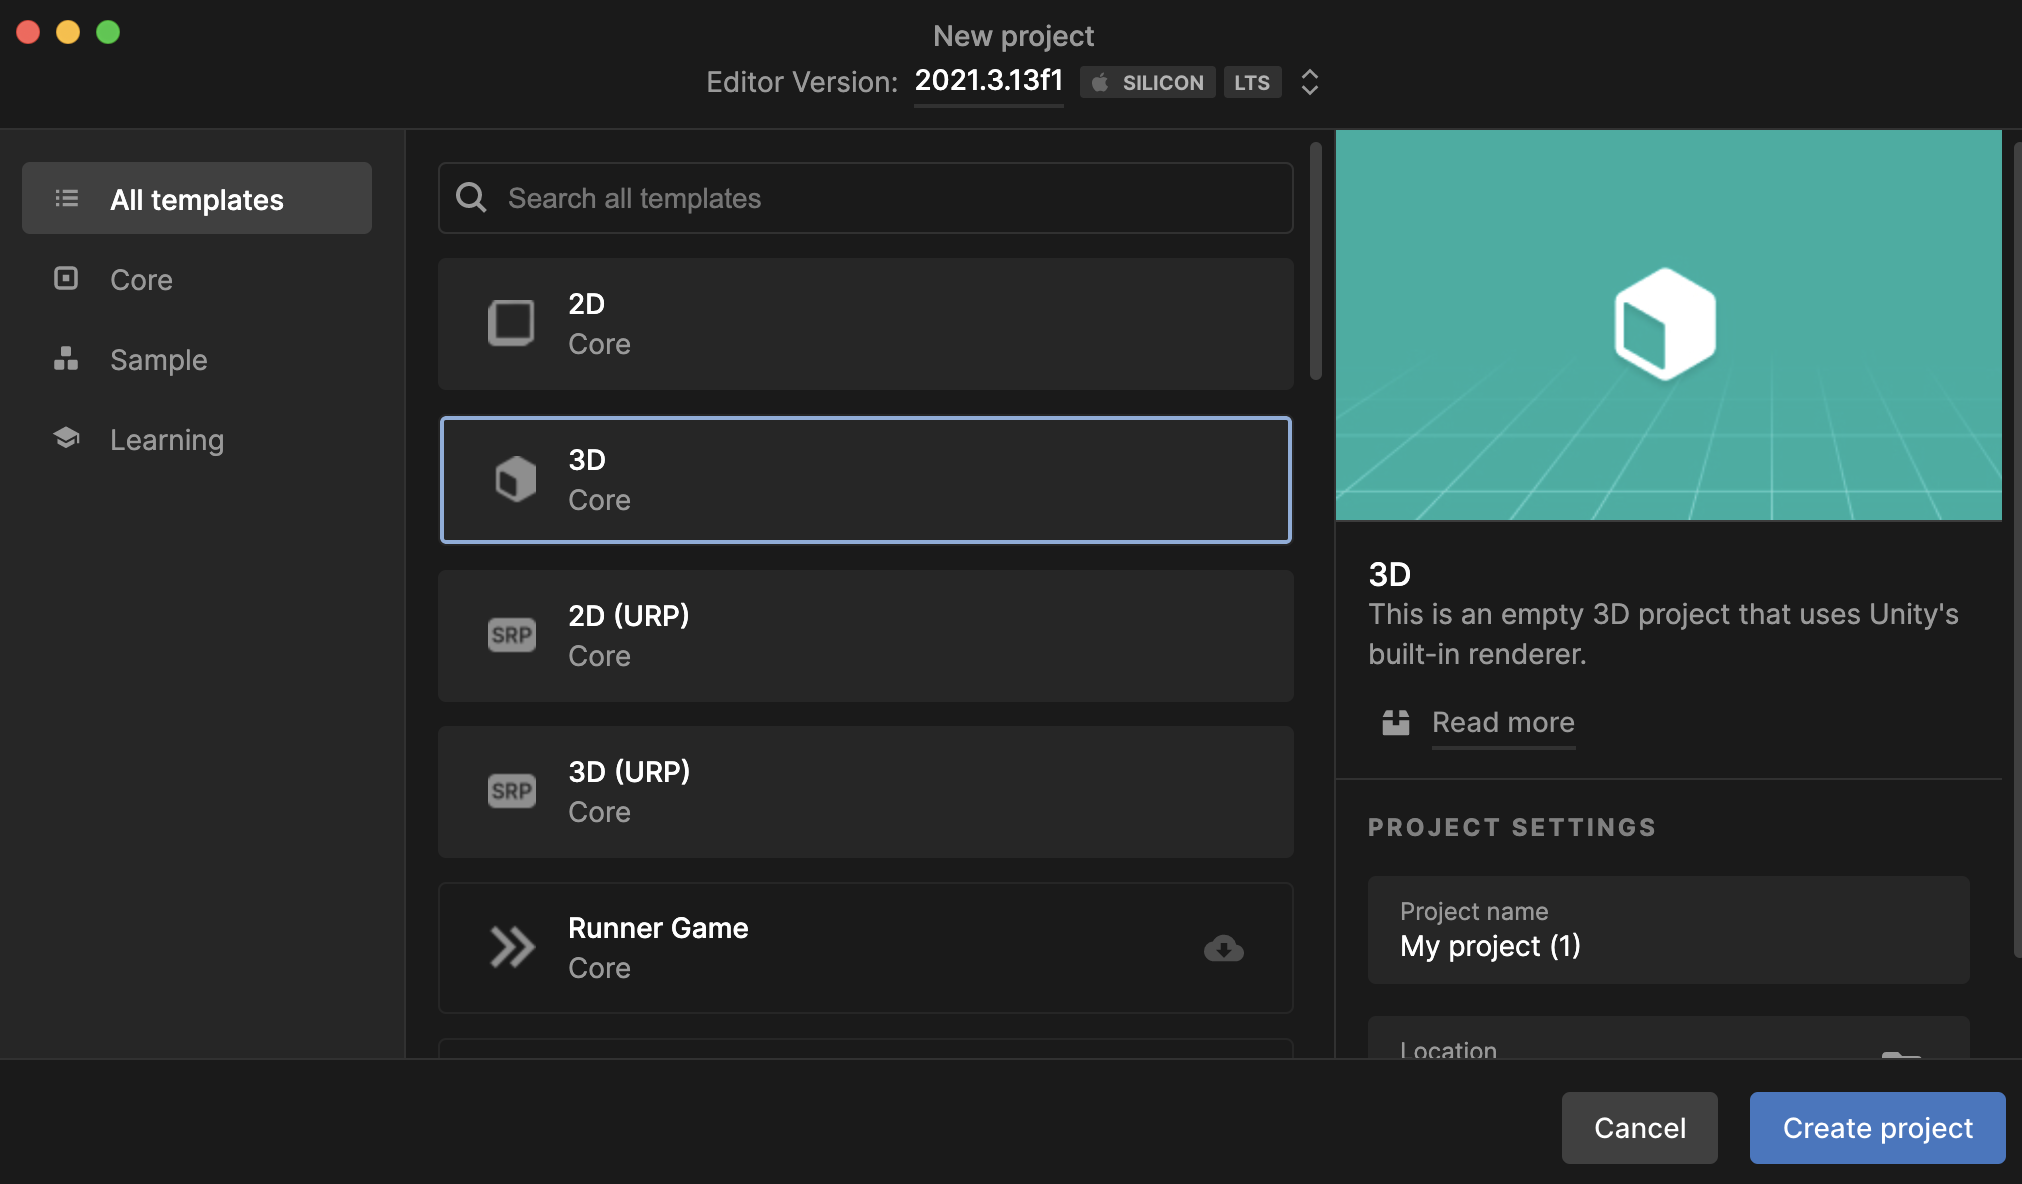 New project
Editor Version: 2021.3.13f1 SILICON LTS
All templates
Core
Sample
Learning
Search all templates
2D
Core
3D
Core
SRP
2D (URP)
Core
SRP
3D (URP)
Core
Runner Game
Core
3D
This is an empty 3D project that uses Unity's
built-in renderer.
Read more
PROJECT SETTINGS
Project name
My project (1)
Location
Cancel
Create project